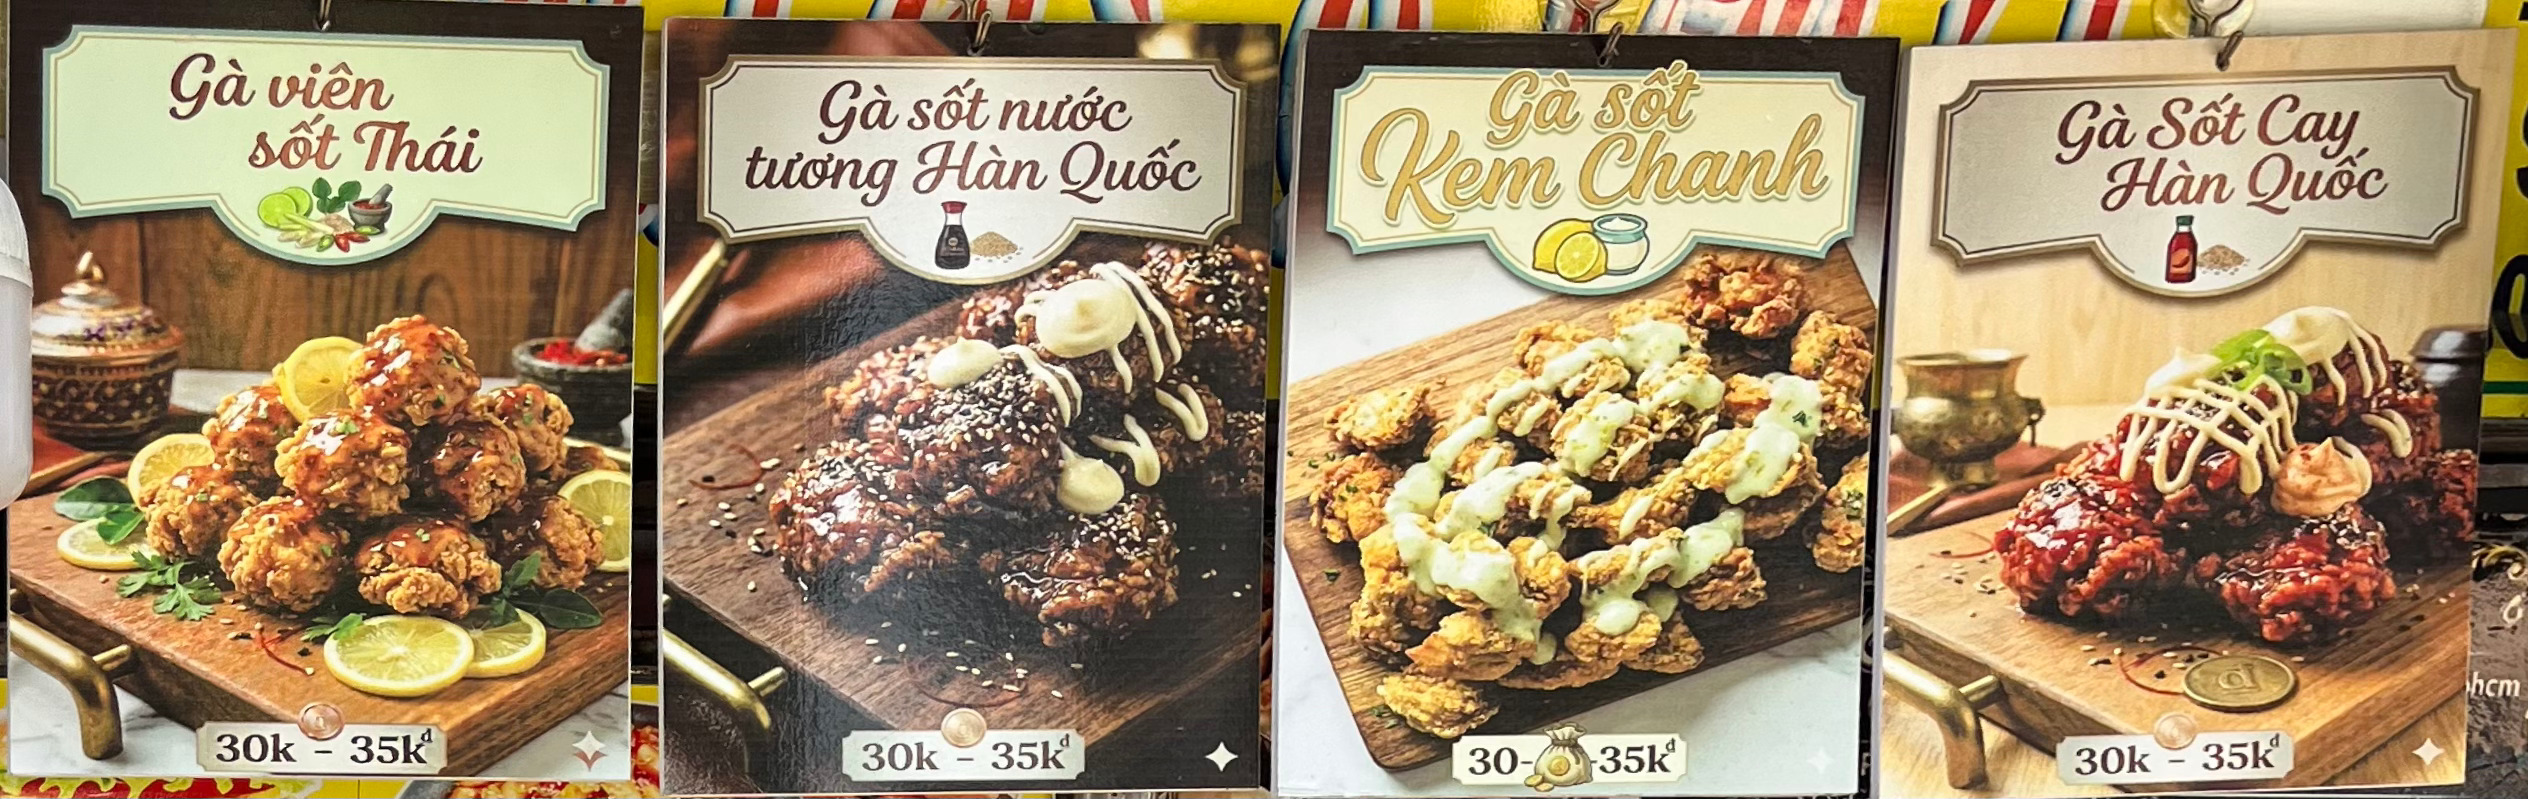 Gà viên
sốt Thái
30k - 35kđ
Gà sốt nước
tương Hàn Quốc
30k - 35kđ
Gà sốt
Kem Chanh
30-35kđ
Gà Sốt Cay
Hàn Quốc
30k - 35kđ
hcm